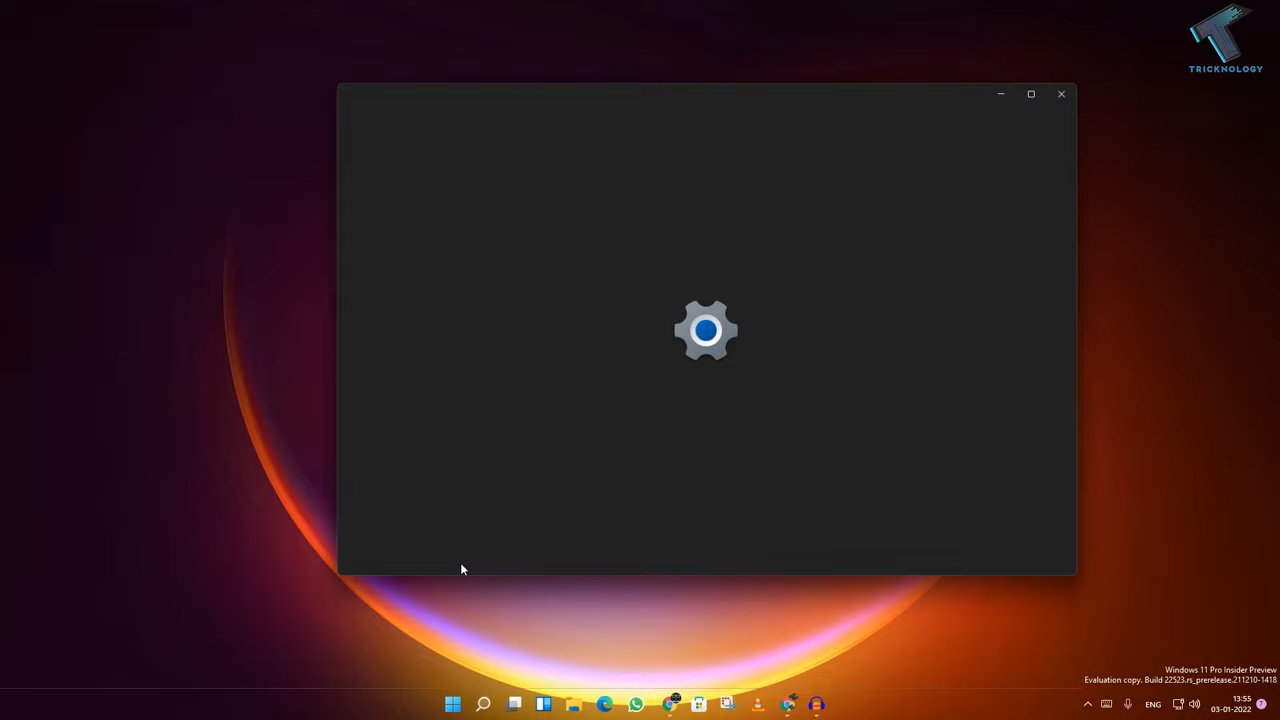 TRICKNOLOGY
Windows 11 Pro Insider Preview
Evaluation copy. Build 22523.rs_prerelease.211210-1418
ENG
13:55
03-01-2022
7